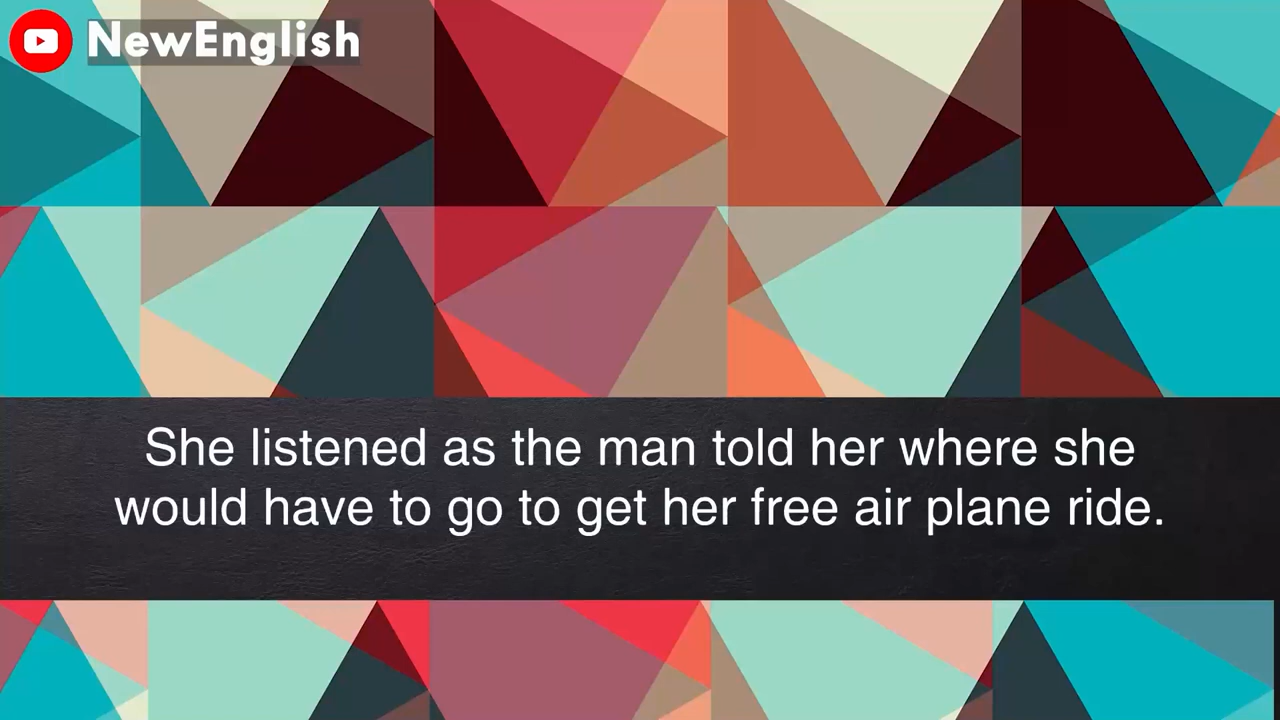 NewEnglish
She listened as the man told her where she
would have to go to get her free air plane ride.